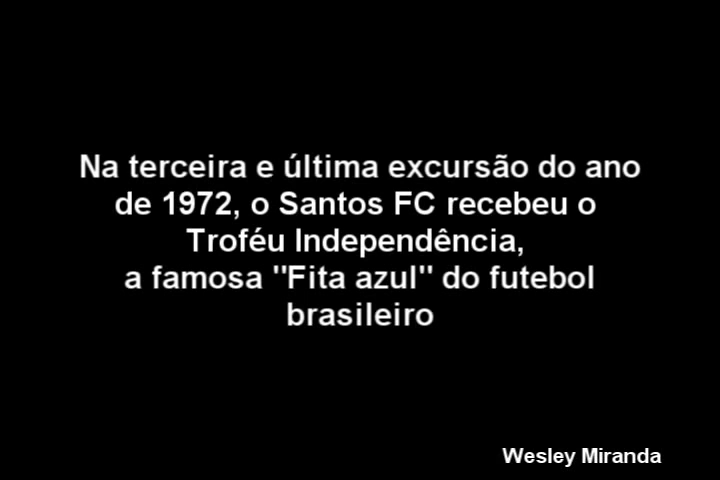 Na terceira e última excursão do ano
de 1972, o Santos FC recebeu o
Troféu Independência,
a famosa "Fita azul" do futebol
brasileiro
Wesley Miranda